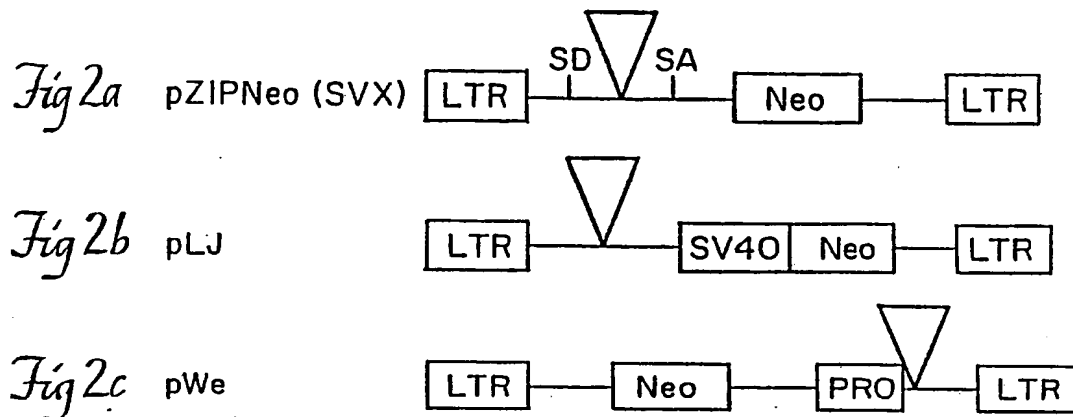 SD SA
Fig 2a pZIPNeo (SVX) LTR Neo LTR
Fig 2b pLJ LTR SV40 Neo LTR
Fig 2c pWe LTR Neo PRO LTR